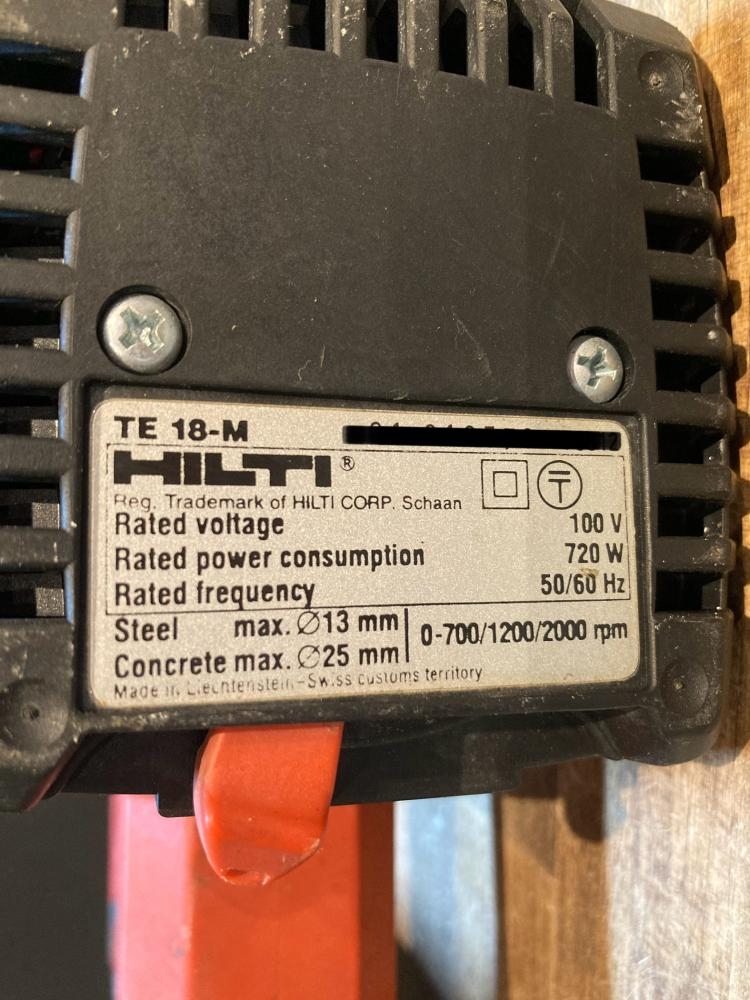 TE 18-M
HILTI®
Reg. Trademark of HILTI CORP. Schaan
Rated voltage 100 V
Rated power consumption 720 W
Rated frequency 50/60 Hz
Steel max. ∅13 mm
0-700/1200/2000 rpm
Concrete max. ∅25 mm
Made in Liechtenstein-Swiss customs territory